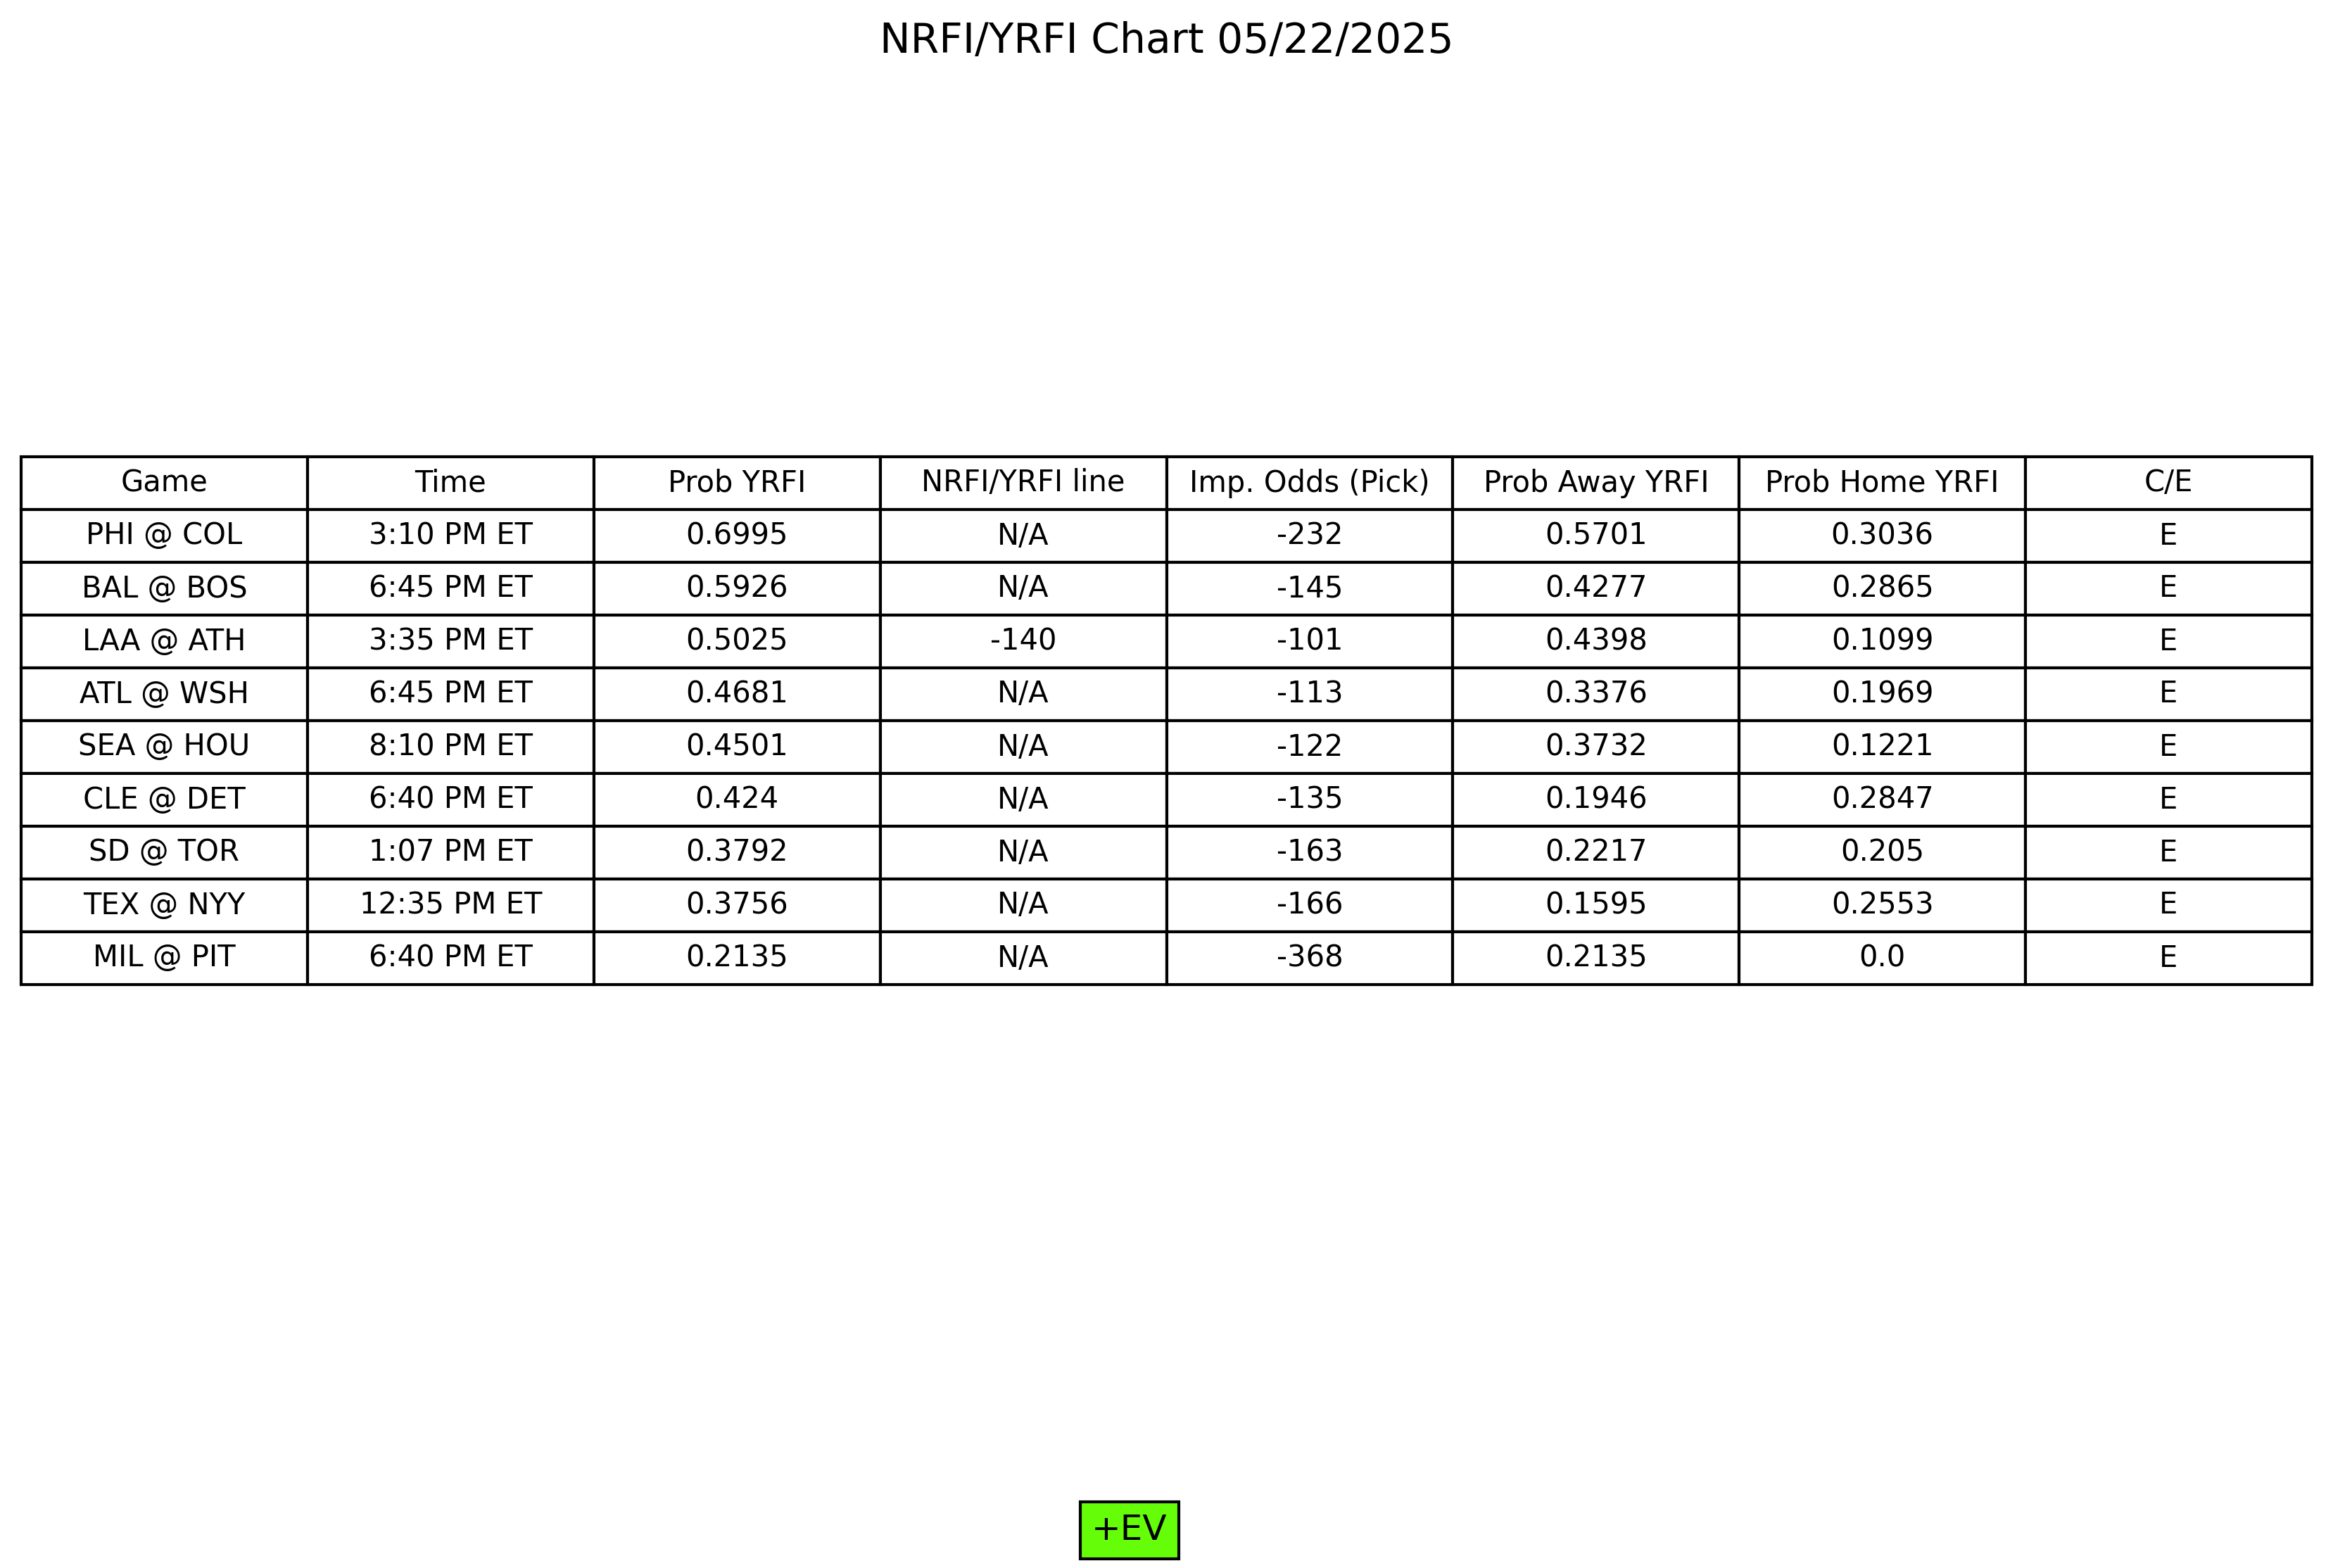 NRFI/YRFI Chart 05/22/2025
Game Time Prob YRFI NRFI/YRFI line Imp. Odds (Pick) Prob Away YRFI Prob Home YRFI C/E
PHI @ COL 3:10 PM ET 0.6995 N/A -232 0.5701 0.3036 E
BAL @ BOS 6:45 PM ET 0.5926 N/A -145 0.4277 0.2865 E
LAA @ ATH 3:35 PM ET 0.5025 -140 -101 0.4398 0.1099 E
ATL @ WSH 6:45 PM ET 0.4681 N/A -113 0.3376 0.1969 E
SEA @ HOU 8:10 PM ET 0.4501 N/A -122 0.3732 0.1221 E
CLE @ DET 6:40 PM ET 0.424 N/A -135 0.1946 0.2847 E
SD @ TOR 1:07 PM ET 0.3792 N/A -163 0.2217 0.205 E
TEX @ NYY 12:35 PM ET 0.3756 N/A -166 0.1595 0.2553 E
MIL @ PIT 6:40 PM ET 0.2135 N/A -368 0.2135 0.0 E
+EV